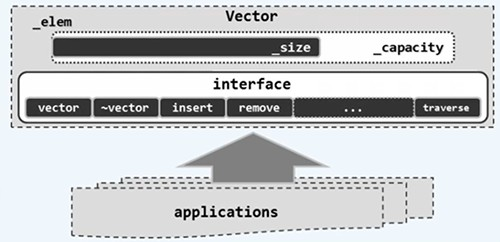 Vector
_elem
_size
_capacity
interface
vector ~vector insert remove ... traverse
applications